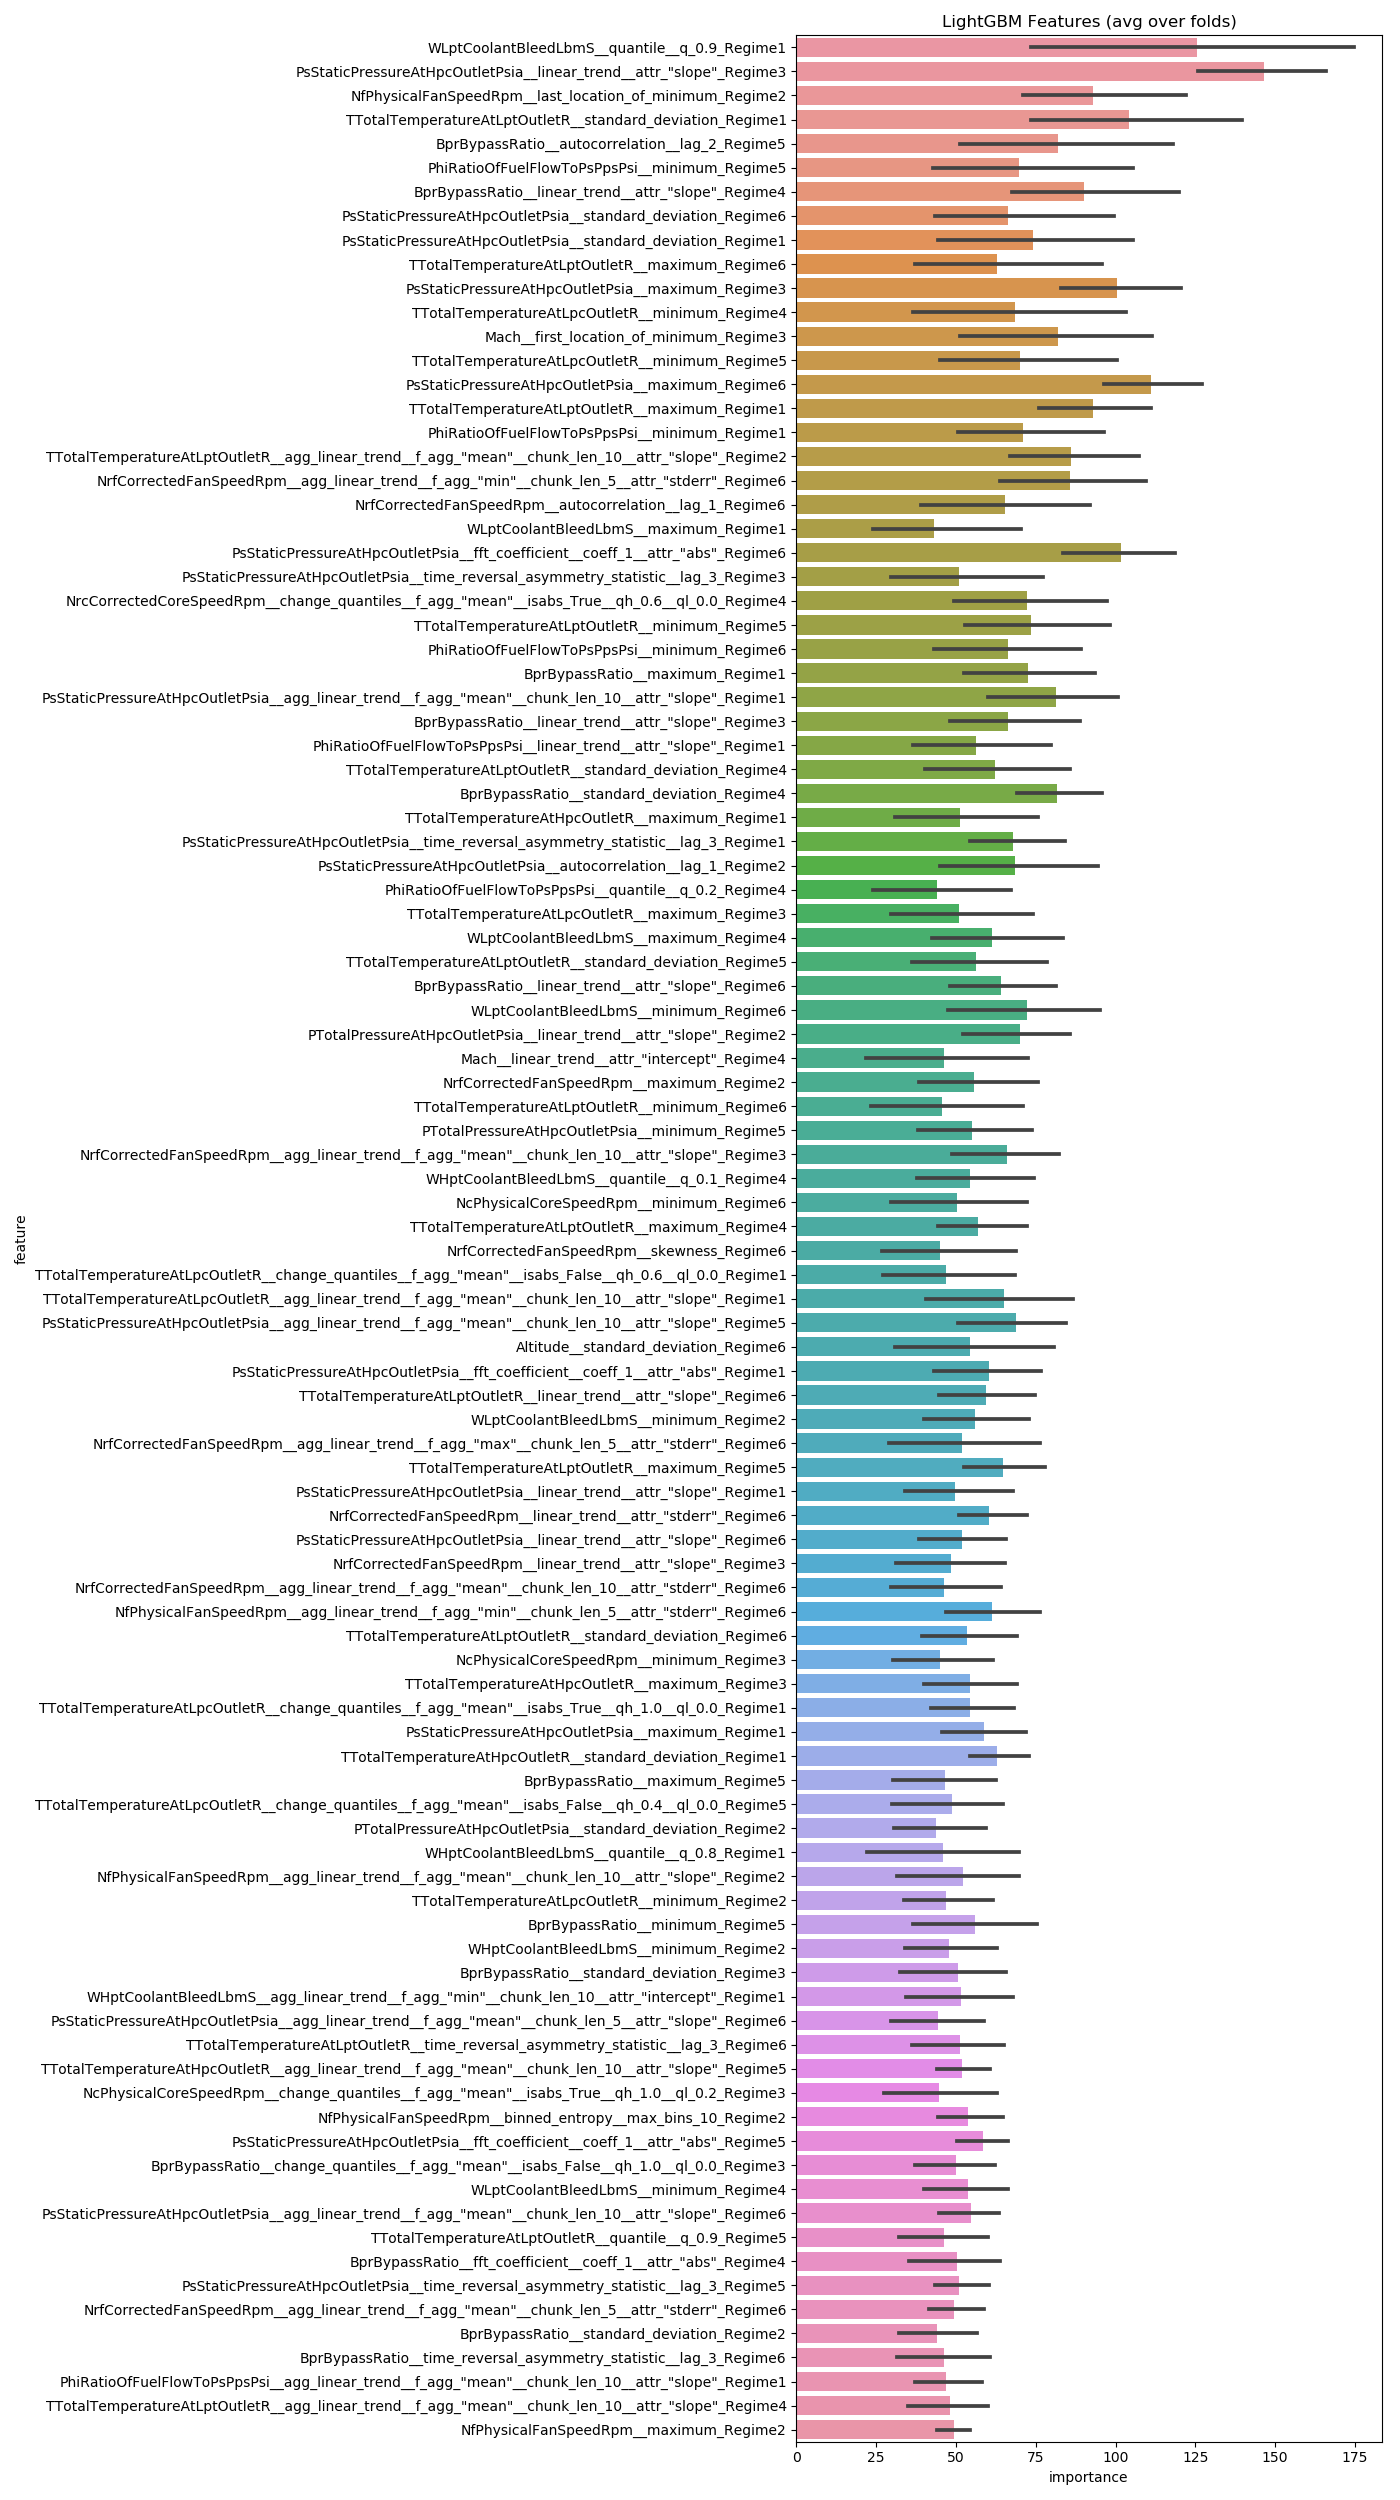 LightGBM Features (avg over folds)
WLptCoolantBleedLbmS__quantile__q_0.9_Regime1
PsStaticPressureAtHpcOutletPsia__linear_trend__attr_"slope"_Regime3
NfPhysicalFanSpeedRpm__last_location_of_minimum_Regime2
TTotalTemperatureAtLptOutletR__standard_deviation_Regime1
BprBypassRatio__autocorrelation__lag_2_Regime5
PhiRatioOfFuelFlowToPsPpsPsi__minimum_Regime5
BprBypassRatio__linear_trend__attr_"slope"_Regime4
PsStaticPressureAtHpcOutletPsia__standard_deviation_Regime6
PsStaticPressureAtHpcOutletPsia__standard_deviation_Regime1
TTotalTemperatureAtLptOutletR__maximum_Regime6
PsStaticPressureAtHpcOutletPsia__maximum_Regime3
TTotalTemperatureAtLpcOutletR__minimum_Regime4
Mach__first_location_of_minimum_Regime3
TTotalTemperatureAtLpcOutletR__minimum_Regime5
PsStaticPressureAtHpcOutletPsia__maximum_Regime6
TTotalTemperatureAtLptOutletR__maximum_Regime1
PhiRatioOfFuelFlowToPsPpsPsi__minimum_Regime1
TTotalTemperatureAtLptOutletR__agg_linear_trend__f_agg_"mean"__chunk_len_10__attr_"slope"_Regime2
NrfCorrectedFanSpeedRpm__agg_linear_trend__f_agg_"min"__chunk_len_5__attr_"stderr"_Regime6
NrfCorrectedFanSpeedRpm__autocorrelation__lag_1_Regime6
WLptCoolantBleedLbmS__maximum_Regime1
PsStaticPressureAtHpcOutletPsia__fft_coefficient__coeff_1__attr_"abs"_Regime6
PsStaticPressureAtHpcOutletPsia__time_reversal_asymmetry_statistic__lag_3_Regime3
NrcCorrectedCoreSpeedRpm__change_quantiles__f_agg_"mean"__isabs_True__qh_0.6__ql_0.0_Regime4
TTotalTemperatureAtLptOutletR__minimum_Regime5
PhiRatioOfFuelFlowToPsPpsPsi__minimum_Regime6
BprBypassRatio__maximum_Regime1
PsStaticPressureAtHpcOutletPsia__agg_linear_trend__f_agg_"mean"__chunk_len_10__attr_"slope"_Regime1
BprBypassRatio__linear_trend__attr_"slope"_Regime3
PhiRatioOfFuelFlowToPsPpsPsi__linear_trend__attr_"slope"_Regime1
TTotalTemperatureAtLptOutletR__standard_deviation_Regime4
BprBypassRatio__standard_deviation_Regime4
TTotalTemperatureAtHpcOutletR__maximum_Regime1
PsStaticPressureAtHpcOutletPsia__time_reversal_asymmetry_statistic__lag_3_Regime1
PsStaticPressureAtHpcOutletPsia__autocorrelation__lag_1_Regime2
PhiRatioOfFuelFlowToPsPpsPsi__quantile__q_0.2_Regime4
TTotalTemperatureAtLpcOutletR__maximum_Regime3
WLptCoolantBleedLbmS__maximum_Regime4
TTotalTemperatureAtLptOutletR__standard_deviation_Regime5
BprBypassRatio__linear_trend__attr_"slope"_Regime6
WLptCoolantBleedLbmS__minimum_Regime6
PTotalPressureAtHpcOutletPsia__linear_trend__attr_"slope"_Regime2
Mach__linear_trend__attr_"intercept"_Regime4
NrfCorrectedFanSpeedRpm__maximum_Regime2
TTotalTemperatureAtLptOutletR__minimum_Regime6
PTotalPressureAtHpcOutletPsia__minimum_Regime5
NrfCorrectedFanSpeedRpm__agg_linear_trend__f_agg_"mean"__chunk_len_10__attr_"slope"_Regime3
WHptCoolantBleedLbmS__quantile__q_0.1_Regime4
NcPhysicalCoreSpeedRpm__minimum_Regime6
TTotalTemperatureAtLptOutletR__maximum_Regime4
NrfCorrectedFanSpeedRpm__skewness_Regime6
TTotalTemperatureAtLpcOutletR__change_quantiles__f_agg_"mean"__isabs_False__qh_0.6__ql_0.0_Regime1
TTotalTemperatureAtLpcOutletR__agg_linear_trend__f_agg_"mean"__chunk_len_10__attr_"slope"_Regime1
PsStaticPressureAtHpcOutletPsia__agg_linear_trend__f_agg_"mean"__chunk_len_10__attr_"slope"_Regime5
Altitude__standard_deviation_Regime6
PsStaticPressureAtHpcOutletPsia__fft_coefficient__coeff_1__attr_"abs"_Regime1
TTotalTemperatureAtLptOutletR__linear_trend__attr_"slope"_Regime6
WLptCoolantBleedLbmS__minimum_Regime2
NrfCorrectedFanSpeedRpm__agg_linear_trend__f_agg_"max"__chunk_len_5__attr_"stderr"_Regime6
TTotalTemperatureAtLptOutletR__maximum_Regime5
PsStaticPressureAtHpcOutletPsia__linear_trend__attr_"slope"_Regime1
NrfCorrectedFanSpeedRpm__linear_trend__attr_"stderr"_Regime6
PsStaticPressureAtHpcOutletPsia__linear_trend__attr_"slope"_Regime6
NrfCorrectedFanSpeedRpm__linear_trend__attr_"slope"_Regime3
NrfCorrectedFanSpeedRpm__agg_linear_trend__f_agg_"mean"__chunk_len_10__attr_"stderr"_Regime6
NfPhysicalFanSpeedRpm__agg_linear_trend__f_agg_"min"__chunk_len_5__attr_"stderr"_Regime6
TTotalTemperatureAtLptOutletR__standard_deviation_Regime6
NcPhysicalCoreSpeedRpm__minimum_Regime3
TTotalTemperatureAtHpcOutletR__maximum_Regime3
TTotalTemperatureAtLpcOutletR__change_quantiles__f_agg_"mean"__isabs_True__qh_1.0__ql_0.0_Regime1
PsStaticPressureAtHpcOutletPsia__maximum_Regime1
TTotalTemperatureAtHpcOutletR__standard_deviation_Regime1
BprBypassRatio__maximum_Regime5
TTotalTemperatureAtLpcOutletR__change_quantiles__f_agg_"mean"__isabs_False__qh_0.4__ql_0.0_Regime5
PTotalPressureAtHpcOutletPsia__standard_deviation_Regime2
WHptCoolantBleedLbmS__quantile__q_0.8_Regime1
NfPhysicalFanSpeedRpm__agg_linear_trend__f_agg_"mean"__chunk_len_10__attr_"slope"_Regime2
TTotalTemperatureAtLpcOutletR__minimum_Regime2
BprBypassRatio__minimum_Regime5
WHptCoolantBleedLbmS__minimum_Regime2
BprBypassRatio__standard_deviation_Regime3
WHptCoolantBleedLbmS__agg_linear_trend__f_agg_"min"__chunk_len_10__attr_"intercept"_Regime1
PsStaticPressureAtHpcOutletPsia__agg_linear_trend__f_agg_"mean"__chunk_len_5__attr_"slope"_Regime6
TTotalTemperatureAtLptOutletR__time_reversal_asymmetry_statistic__lag_3_Regime6
TTotalTemperatureAtHpcOutletR__agg_linear_trend__f_agg_"mean"__chunk_len_10__attr_"slope"_Regime5
NcPhysicalCoreSpeedRpm__change_quantiles__f_agg_"mean"__isabs_True__qh_1.0__ql_0.2_Regime3
NfPhysicalFanSpeedRpm__binned_entropy__max_bins_10_Regime2
PsStaticPressureAtHpcOutletPsia__fft_coefficient__coeff_1__attr_"abs"_Regime5
BprBypassRatio__change_quantiles__f_agg_"mean"__isabs_False__qh_1.0__ql_0.0_Regime3
WLptCoolantBleedLbmS__minimum_Regime4
PsStaticPressureAtHpcOutletPsia__agg_linear_trend__f_agg_"mean"__chunk_len_10__attr_"slope"_Regime6
TTotalTemperatureAtLptOutletR__quantile__q_0.9_Regime5
BprBypassRatio__fft_coefficient__coeff_1__attr_"abs"_Regime4
PsStaticPressureAtHpcOutletPsia__time_reversal_asymmetry_statistic__lag_3_Regime5
NrfCorrectedFanSpeedRpm__agg_linear_trend__f_agg_"mean"__chunk_len_5__attr_"stderr"_Regime6
BprBypassRatio__standard_deviation_Regime2
BprBypassRatio__time_reversal_asymmetry_statistic__lag_3_Regime6
PhiRatioOfFuelFlowToPsPpsPsi__agg_linear_trend__f_agg_"mean"__chunk_len_10__attr_"slope"_Regime1
TTotalTemperatureAtLptOutletR__agg_linear_trend__f_agg_"mean"__chunk_len_10__attr_"slope"_Regime4
NfPhysicalFanSpeedRpm__maximum_Regime2
feature
0 25 50 75 100 125 150 175
importance